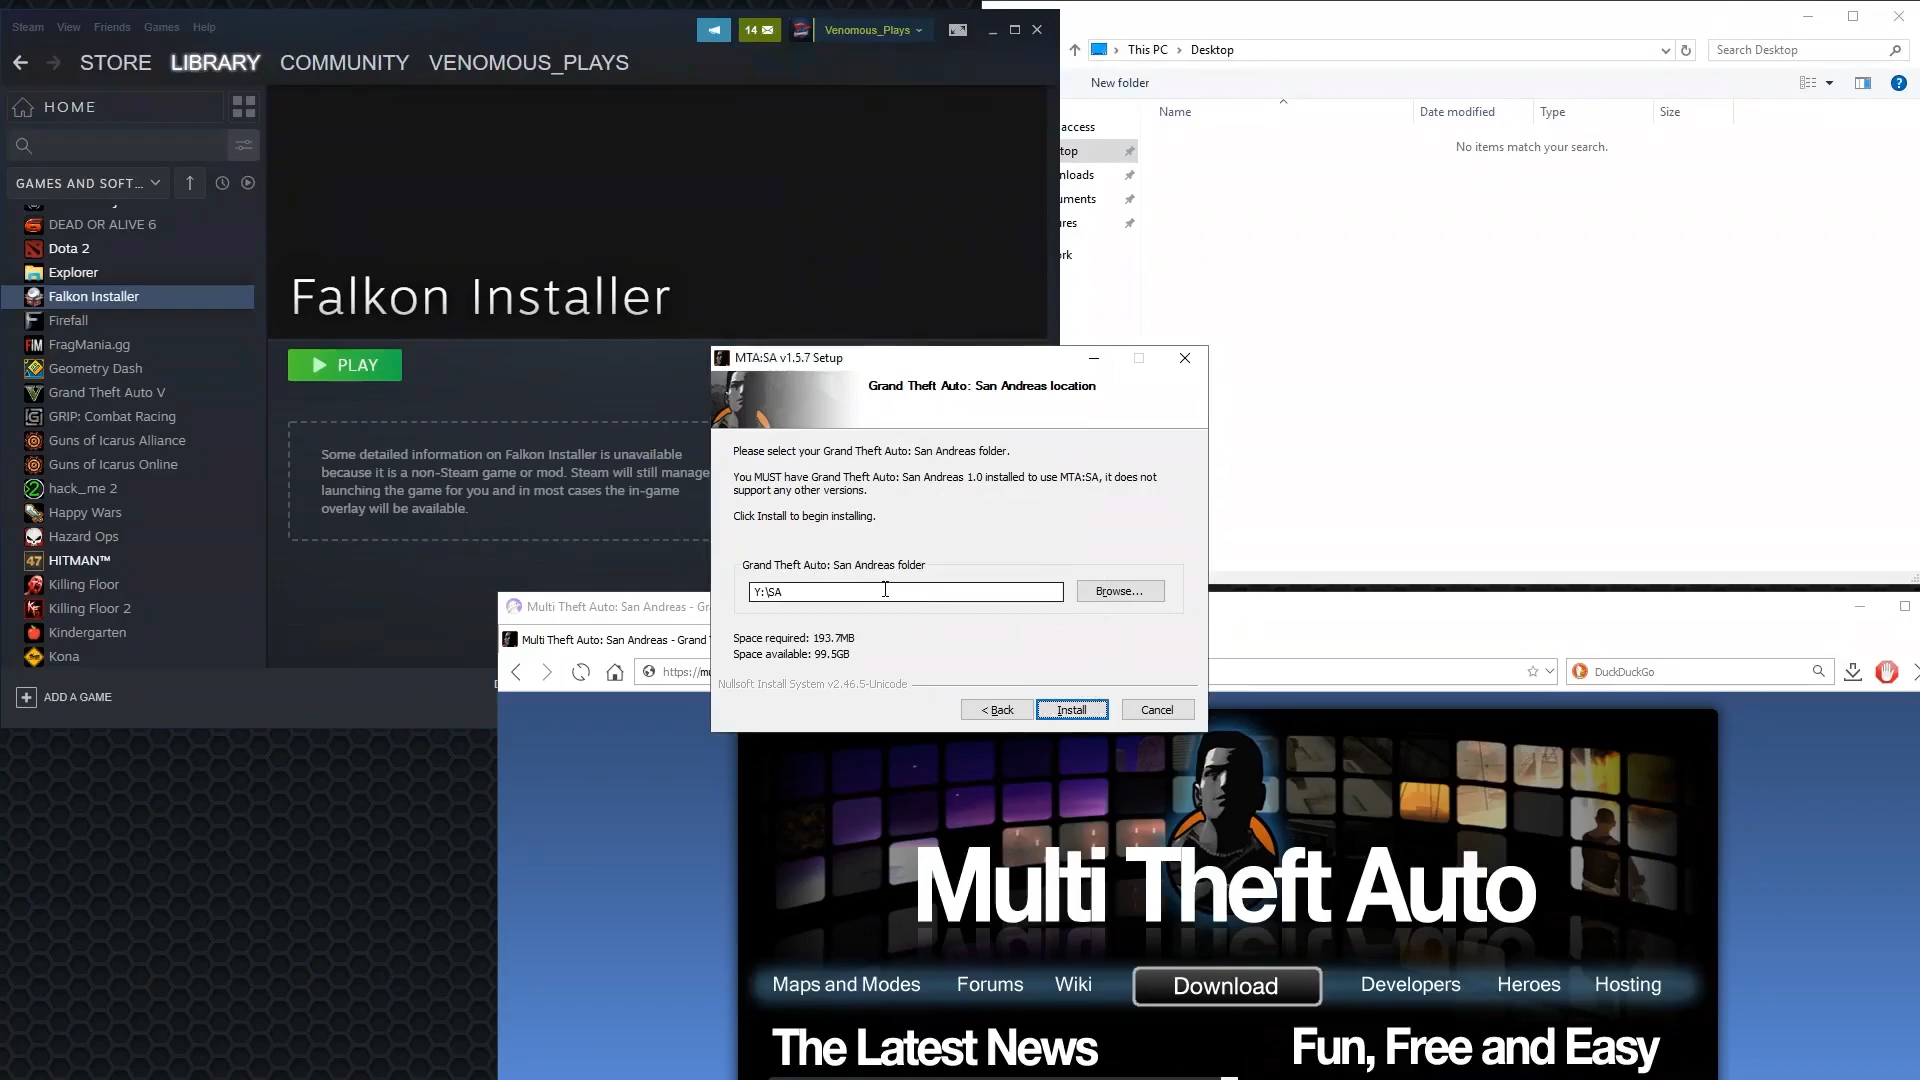 Steam View Friends Games Help
14
Venomous_Plays
STORE LIBRARY COMMUNITY VENOMOUS_PLAYS
HOME
GAMES AND SOFT...
DEAD OR ALIVE 6
Dota 2
Explorer
Falkon Installer
Firefall
FragMania.gg
Geometry Dash
Grand Theft Auto V
GRIP: Combat Racing
Guns of Icarus Alliance
Guns of Icarus Online
hack_me 2
Happy Wars
Hazard Ops
HITMAN™
Killing Floor
Killing Floor 2
Kindergarten
Kona
ADD A GAME
Falkon Installer
PLAY
Some detailed information on Falkon Installer is unavailable
because it is a non-Steam game or mod. Steam will still manage
launching the game for you and in most cases the in-game
overlay will be available.
This PC > Desktop
Search Desktop
New folder
Name Date modified Type Size
access
top
nloads
uments
ures
rk
No items match your search.
MTA:SA v1.5.7 Setup
Grand Theft Auto: San Andreas location
Please select your Grand Theft Auto: San Andreas folder.
You MUST have Grand Theft Auto: San Andreas 1.0 installed to use MTA:SA, it does not
support any other versions.
Click Install to begin installing.
Grand Theft Auto: San Andreas folder
Y:\SA
Browse...
Space required: 193.7MB
Space available: 99.5GB
Nullsoft Install System v2.46.5-Unicode
< Back Install Cancel
Multi Theft Auto: San Andreas - Gr
Multi Theft Auto: San Andreas - Grand
https://m
DuckDuckGo
Multi Theft Auto
Maps and Modes Forums Wiki Download Developers Heroes Hosting
The Latest News
Fun, Free and Easy